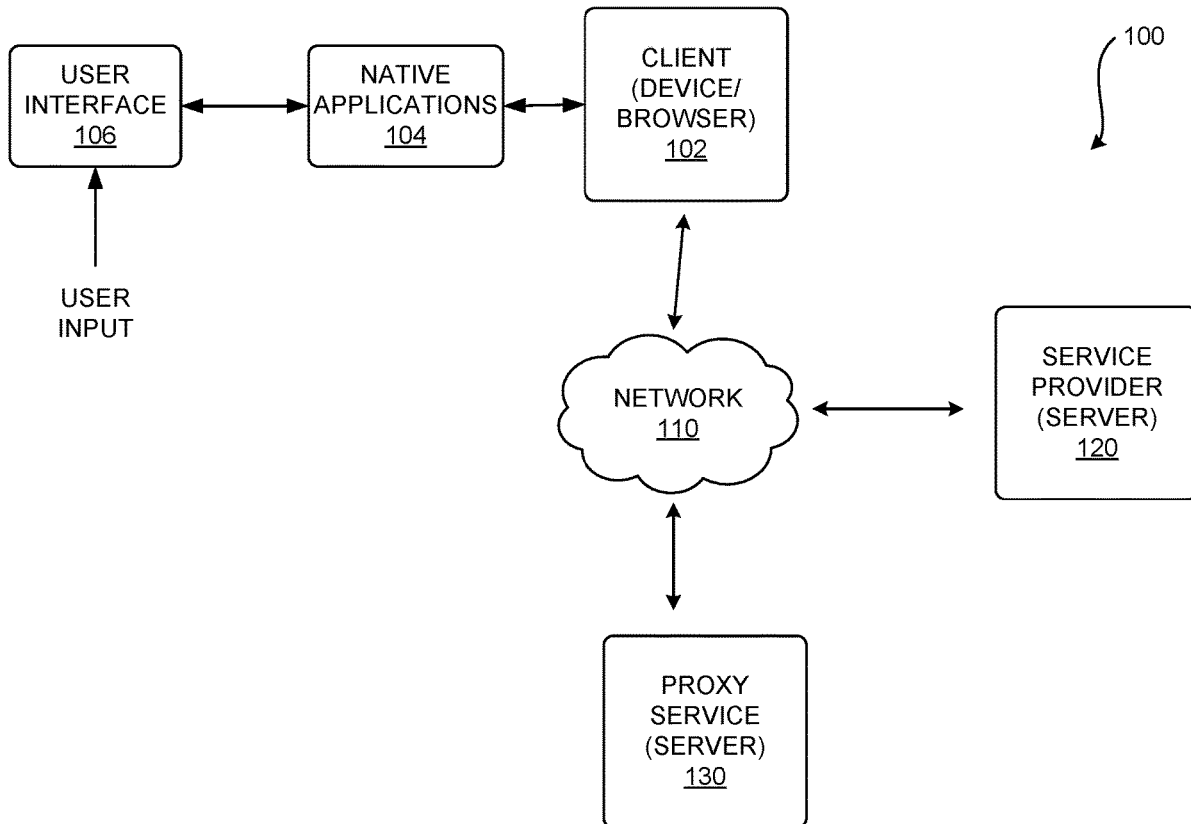 USER
INTERFACE
106
NATIVE
APPLICATIONS
104
CLIENT
(DEVICE/
BROWSER)
102
100
USER
INPUT
NETWORK
110
SERVICE
PROVIDER
(SERVER)
120
PROXY
SERVICE
(SERVER)
130